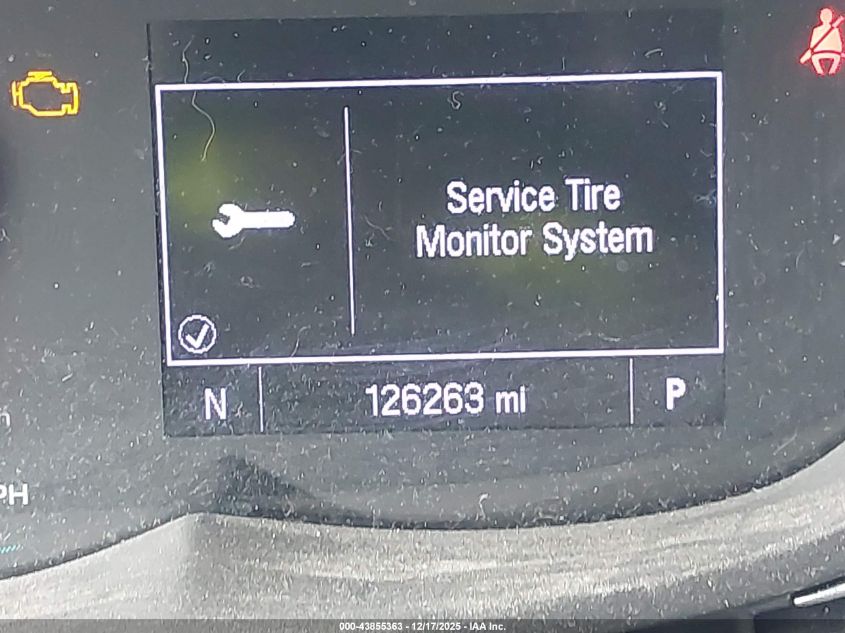 Service Tire
Monitor System
N 126263 mi P
PH
000-43855363 - 12/17/2025 - IAA Inc.